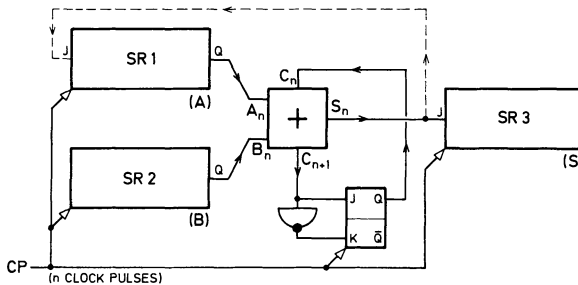 J
SR 1
Q
(A)
Aₙ
Cₙ
+
Sₙ
J
SR 3
(S
SR 2
Q
(B)
Bₙ
Cₙ₊₁
J
Q
K
Q̄
CP
(n CLOCK PULSES)